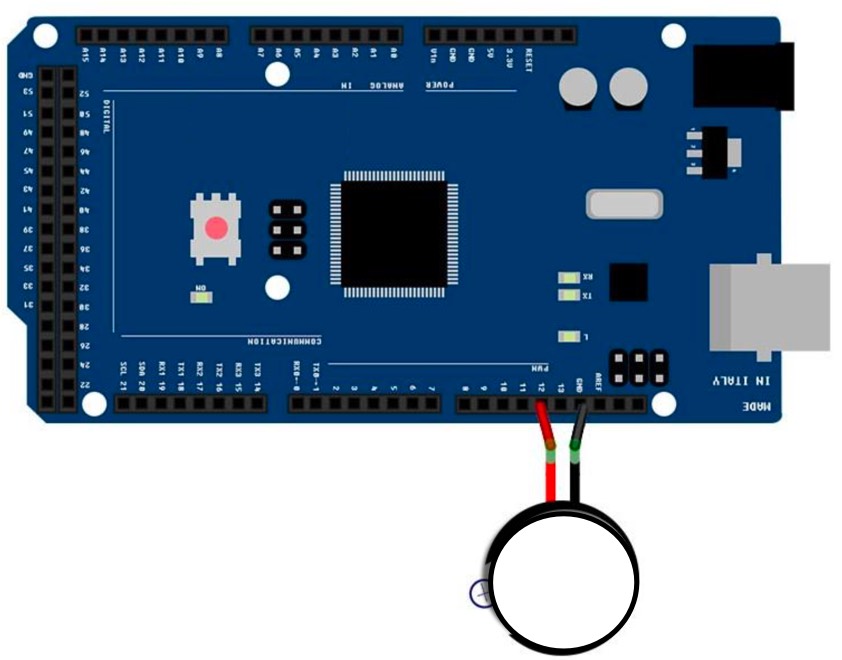 A15 A14 A13 A12 A11 A10 A9 A8 A7 A6 A5 A4 A3 A2 A1 A0 Vin GND GND 5V 3.3V RESET
ANALOG IN
POWER
DIGITAL
GND
53 52
51 50
49 48
47 46
45 44
43 42
41 40
39 38
37 36
35 34
33 32
31 30
28
26
24
22
ON
RX
TX
L
COMMUNICATION
PWM
SCL 21 SDA 20 RX1 19 TX1 18 RX2 17 TX2 16 RX3 15 TX3 14 RX0←0 TX0→1 2 3 4 5 6 7 8 9 10 11 12 13 GND AREF
MADE
IN ITALY